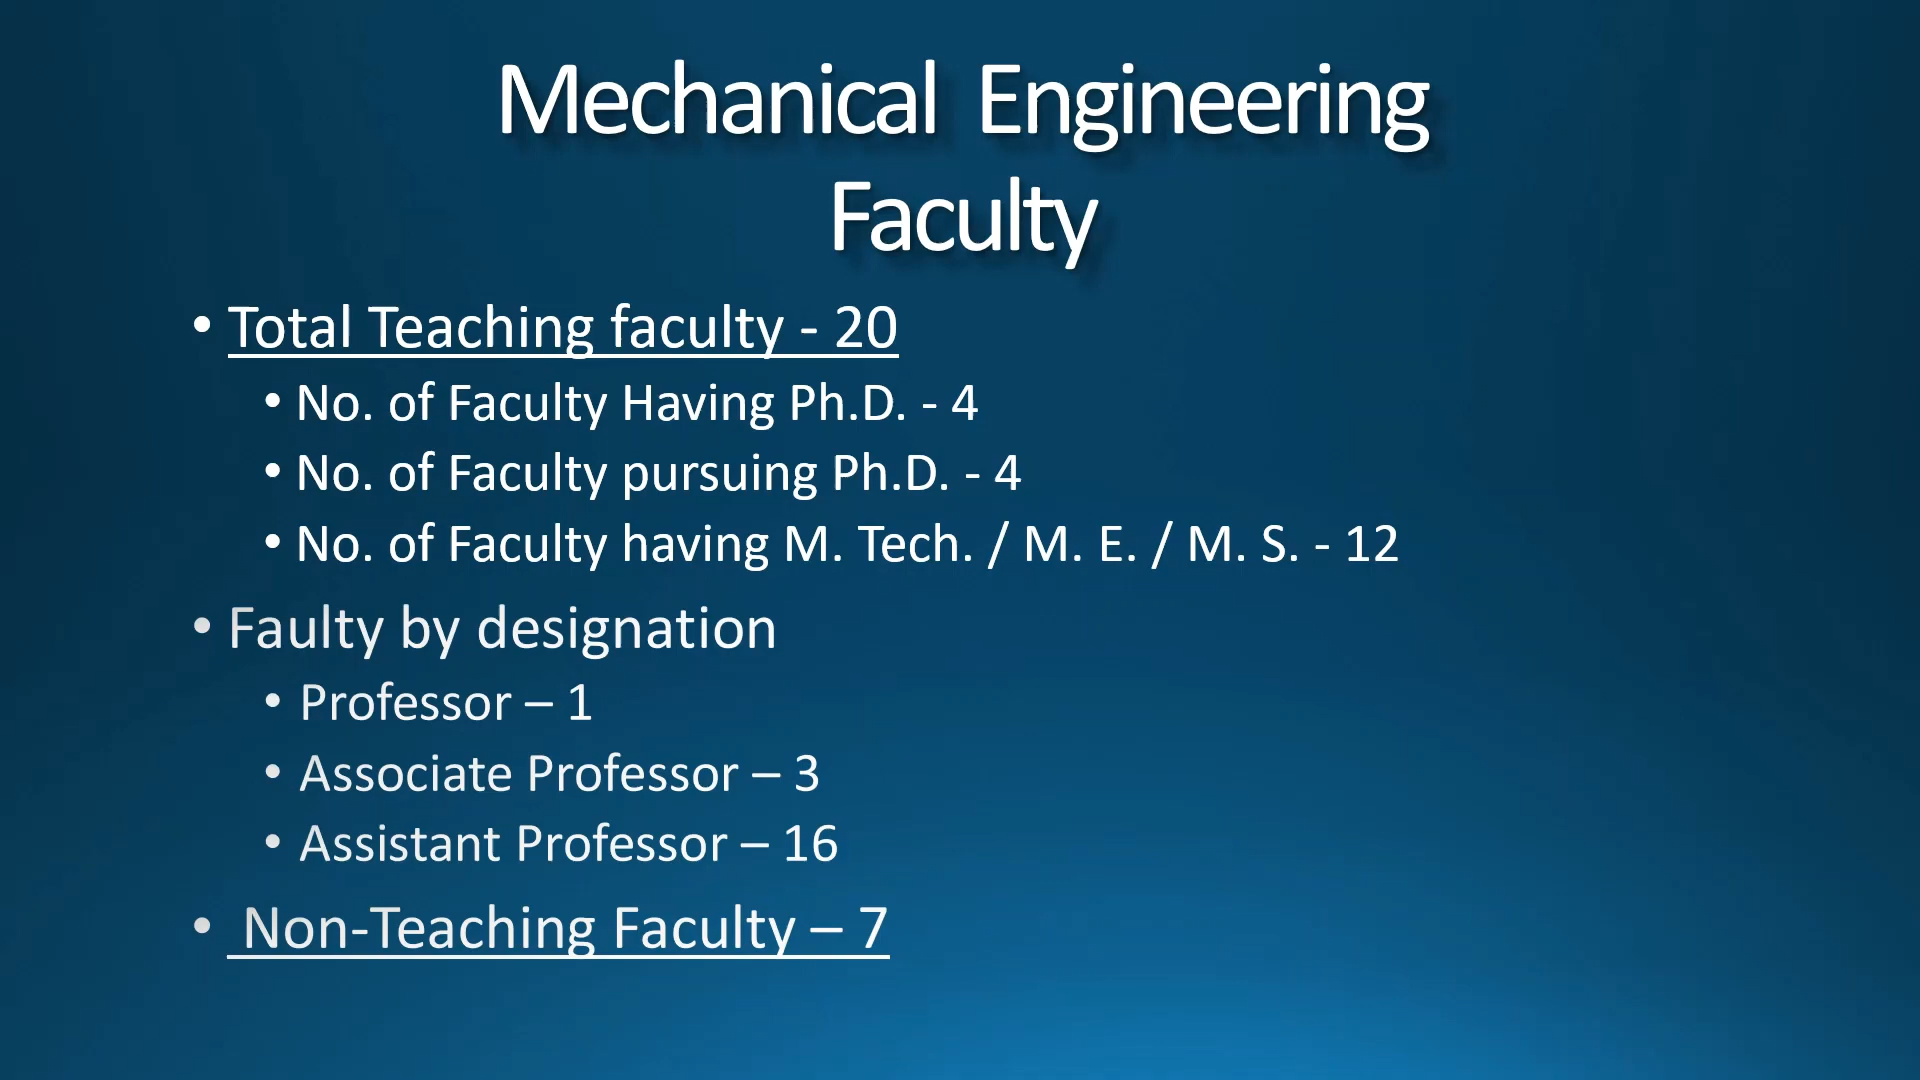 Mechanical Engineering
Faculty
• Total Teaching faculty - 20
• No. of Faculty Having Ph.D. - 4
• No. of Faculty pursuing Ph.D. - 4
• No. of Faculty having M. Tech. / M. E. / M. S. - 12
• Faulty by designation
• Professor – 1
• Associate Professor – 3
• Assistant Professor – 16
• Non-Teaching Faculty – 7